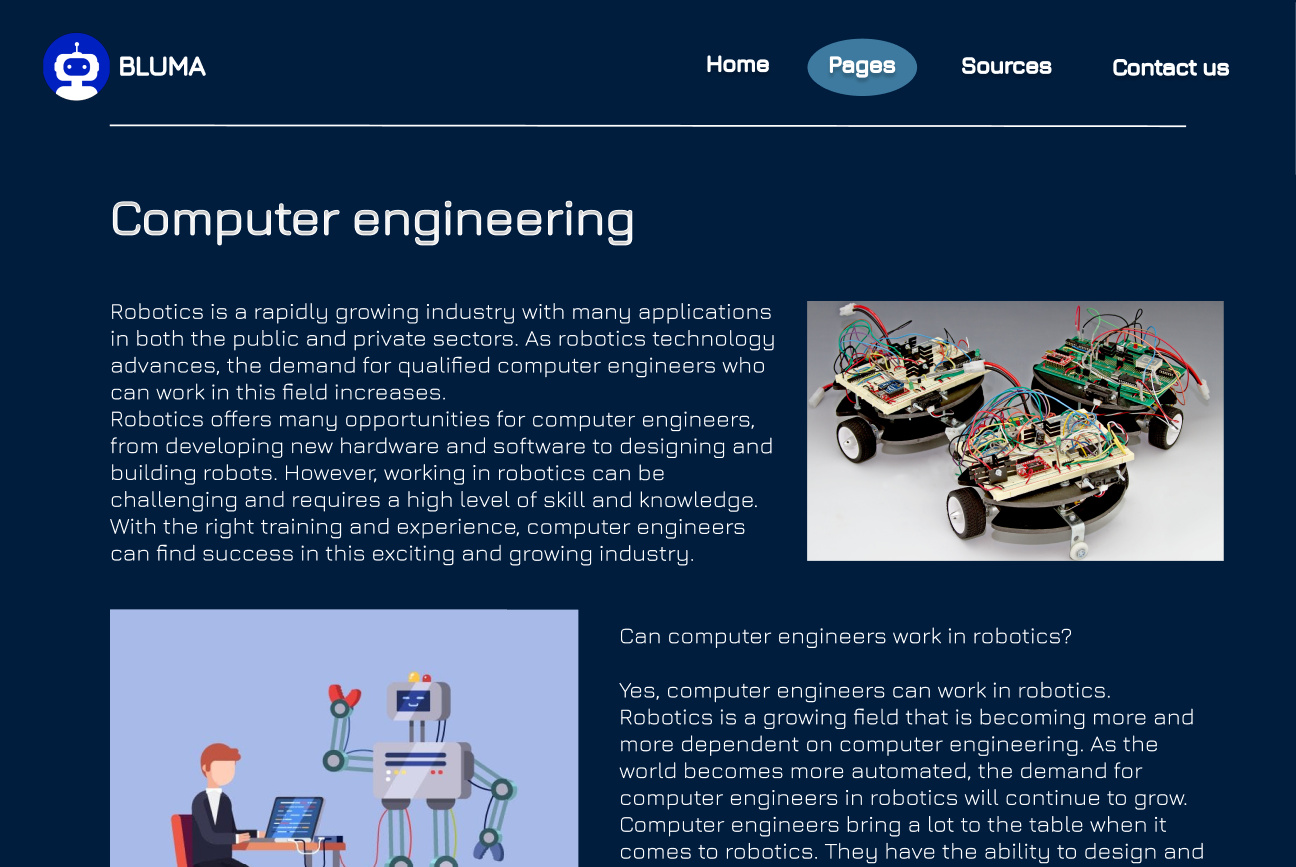 BLUMA
Home
Pages
Sources
Contact us
Computer engineering
Robotics is a rapidly growing industry with many applications
in both the public and private sectors. As robotics technology
advances, the demand for qualified computer engineers who
can work in this field increases.
Robotics offers many opportunities for computer engineers,
from developing new hardware and software to designing and
building robots. However, working in robotics can be
challenging and requires a high level of skill and knowledge.
With the right training and experience, computer engineers
can find success in this exciting and growing industry.
Can computer engineers work in robotics?
Yes, computer engineers can work in robotics.
Robotics is a growing field that is becoming more and
more dependent on computer engineering. As the
world becomes more automated, the demand for
computer engineers in robotics will continue to grow.
Computer engineers bring a lot to the table when it
comes to robotics. They have the ability to design and